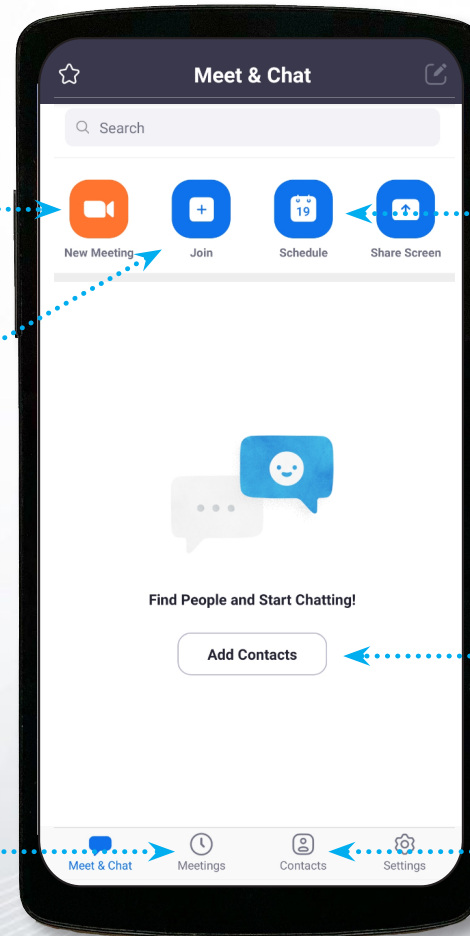 Meet & Chat
Search
19
New Meeting
Join
Schedule
Share Screen
Find People and Start Chatting!
Add Contacts
Meet & Chat
Meetings
Contacts
Settings